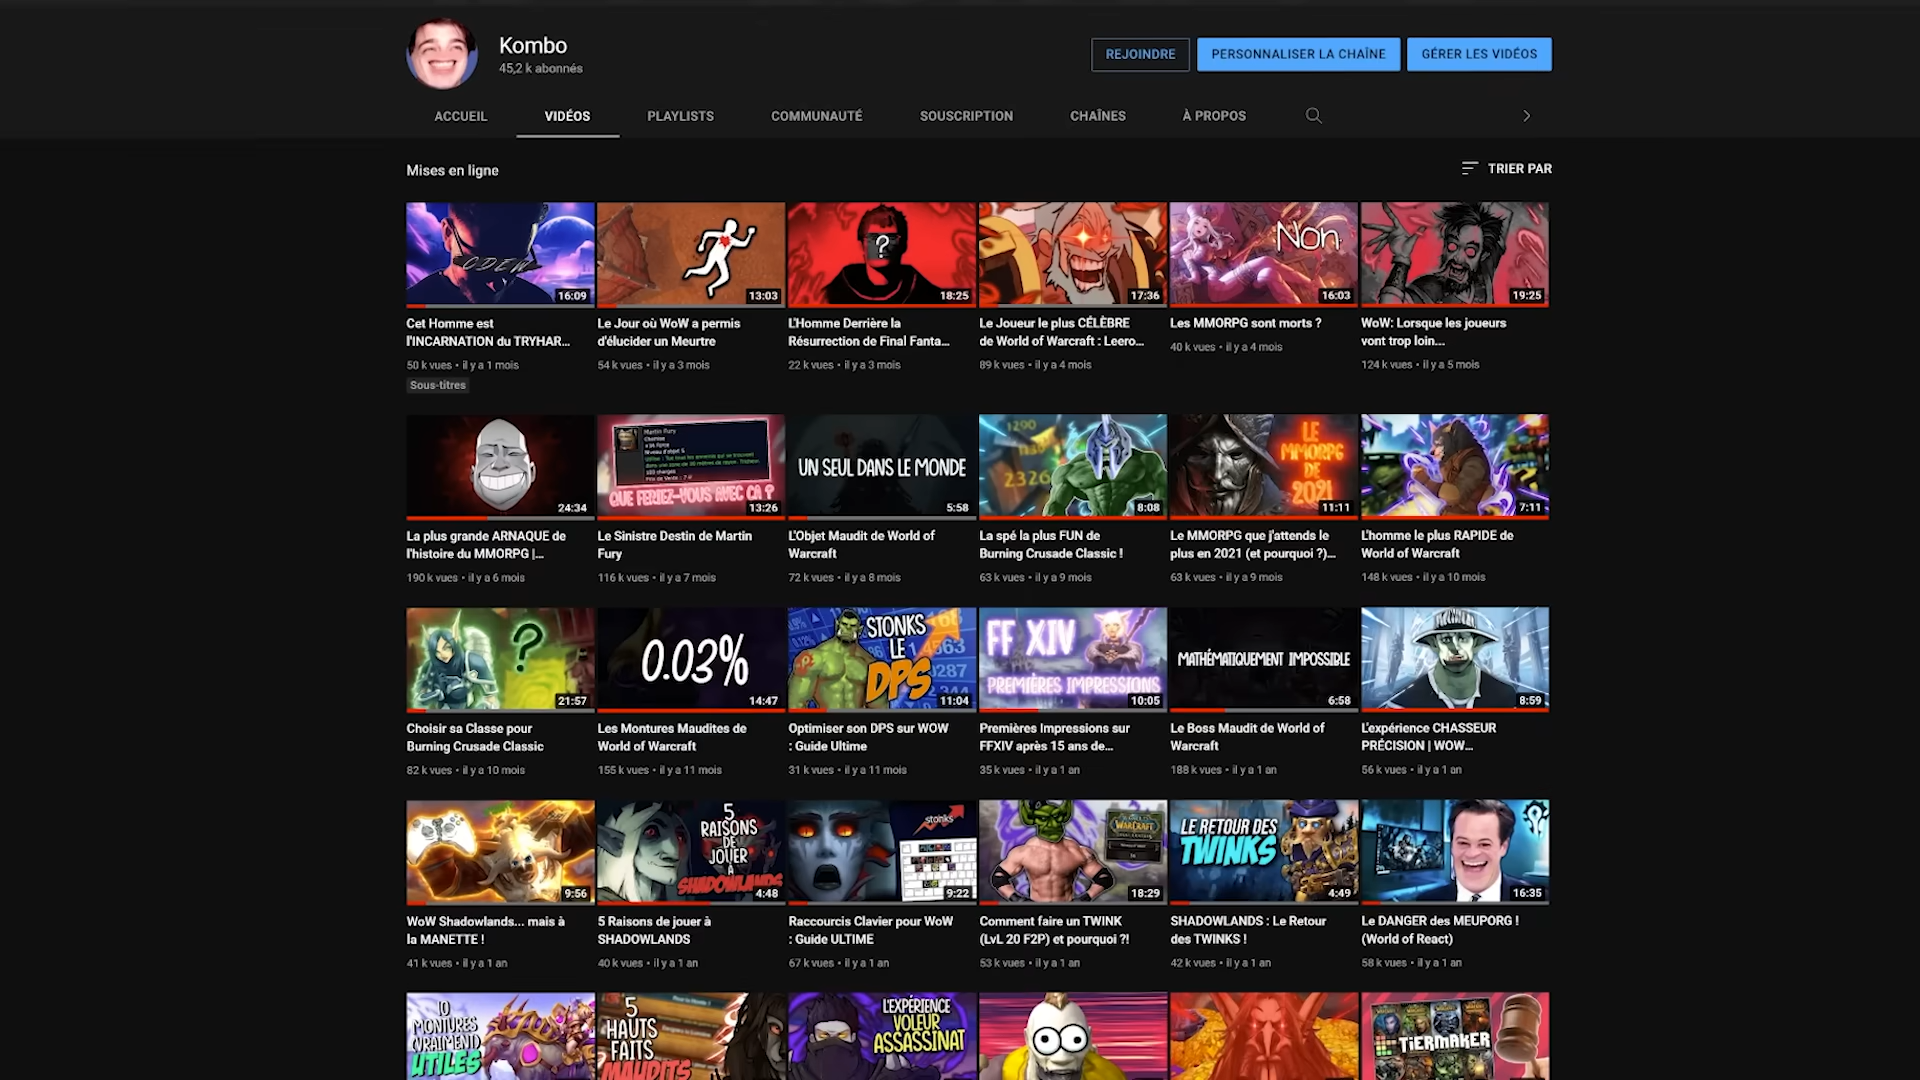 Kombo
45,2 k abonnés
REJOINDRE
PERSONNALISER LA CHAÎNE
GÉRER LES VIDÉOS
ACCUEIL
VIDÉOS
PLAYLISTS
COMMUNAUTÉ
SOUSCRIPTION
CHAÎNES
À PROPOS
Mises en ligne
TRIER PAR
16:09
Cet Homme est
l'INCARNATION du TRYHAR...
50 k vues • il y a 1 mois
Sous-titres
13:03
Le Jour où WoW a permis
d'élucider un Meurtre
54 k vues • il y a 3 mois
?
18:25
L'Homme Derrière la
Résurrection de Final Fanta...
22 k vues • il y a 3 mois
17:36
Le Joueur le plus CÉLÈBRE
de World of Warcraft : Leero...
89 k vues • il y a 4 mois
Non
16:03
Les MMORPG sont morts ?
40 k vues • il y a 4 mois
19:25
WoW: Lorsque les joueurs
vont trop loin...
124 k vues • il y a 5 mois
24:34
La plus grande ARNAQUE de
l'histoire du MMORPG |...
190 k vues • il y a 6 mois
Martin Fury
Chemise
QUE FERIEZ-VOUS AVEC ÇA ?
13:26
Le Sinistre Destin de Martin
Fury
116 k vues • il y a 7 mois
UN SEUL DANS LE MONDE
5:58
L'Objet Maudit de World of
Warcraft
72 k vues • il y a 8 mois
1290
2326
8:08
La spé la plus FUN de
Burning Crusade Classic !
63 k vues • il y a 9 mois
LE
MMORPG
DE
2021
11:11
Le MMORPG que j'attends le
plus en 2021 (et pourquoi ?)...
63 k vues • il y a 9 mois
7:11
L'homme le plus RAPIDE de
World of Warcraft
148 k vues • il y a 10 mois
?
21:57
Choisir sa Classe pour
Burning Crusade Classic
82 k vues • il y a 10 mois
0.03%
14:47
Les Montures Maudites de
World of Warcraft
155 k vues • il y a 11 mois
STONKS
LE
DPS
11:04
Optimiser son DPS sur WOW
: Guide Ultime
31 k vues • il y a 11 mois
FF XIV
PREMIÈRES IMPRESSIONS
10:05
Premières Impressions sur
FFXIV après 15 ans de...
35 k vues • il y a 1 an
MATHÉMATIQUEMENT IMPOSSIBLE
6:58
Le Boss Maudit de World of
Warcraft
188 k vues • il y a 1 an
8:59
L'expérience CHASSEUR
PRÉCISION | WOW...
56 k vues • il y a 1 an
9:56
WoW Shadowlands... mais à
la MANETTE !
41 k vues • il y a 1 an
5
RAISONS
DE
JOUER
À
SHADOWLANDS
4:48
5 Raisons de jouer à
SHADOWLANDS
40 k vues • il y a 1 an
stonks
9:22
Raccourcis Clavier pour WoW
: Guide ULTIME
67 k vues • il y a 1 an
WARCRAFT
18:29
Comment faire un TWINK
(LvL 20 F2P) et pourquoi ?!
53 k vues • il y a 1 an
LE RETOUR DES
TWINKS
4:49
SHADOWLANDS : Le Retour
des TWINKS !
42 k vues • il y a 1 an
16:35
Le DANGER des MEUPORG !
(World of React)
58 k vues • il y a 1 an
10
MONTURES
(VRAIMENT)
UTILES
5
HAUTS
FAITS
MAUDITS
L'EXPÉRIENCE
VOLEUR
ASSASSINAT
TIERMAKER